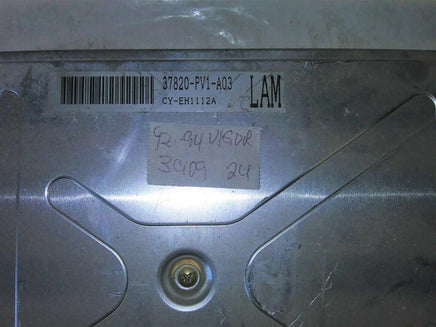 37820-PV1-A03
CY-EH1112A
LAM
92-94 VIGOR
3409 24